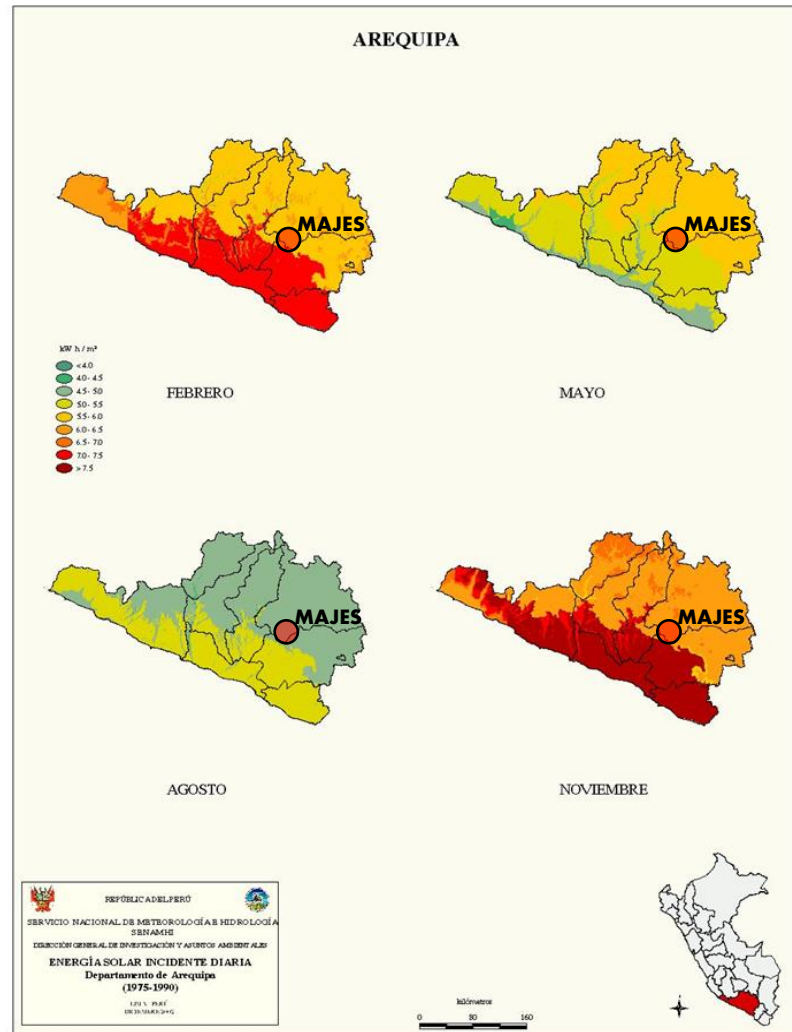 AREQUIPA
MAJES
MAJES
kW h / m²
< 4.0
4.0- 4.5
4.5- 5.0
5.0- 5.5
5.5- 6.0
6.0- 6.5
6.5- 7.0
7.0 - 7.5
> 7.5
FEBRERO
MAYO
MAJES
MAJES
AGOSTO
NOVIEMBRE
REPÚBLICA DEL PERÚ
SERVICIO NACIONAL DE METEOROLOGÍA E HIDROLOGÍA
SENAMHI
DIRECCIÓN GENERAL DE INVESTIGACIÓN Y ASUNTOS AMBIENTALES
ENERGÍA SOLAR INCIDENTE DIARIA
Departamento de Arequipa
(1975-1990)
kilómetros
0 80 160